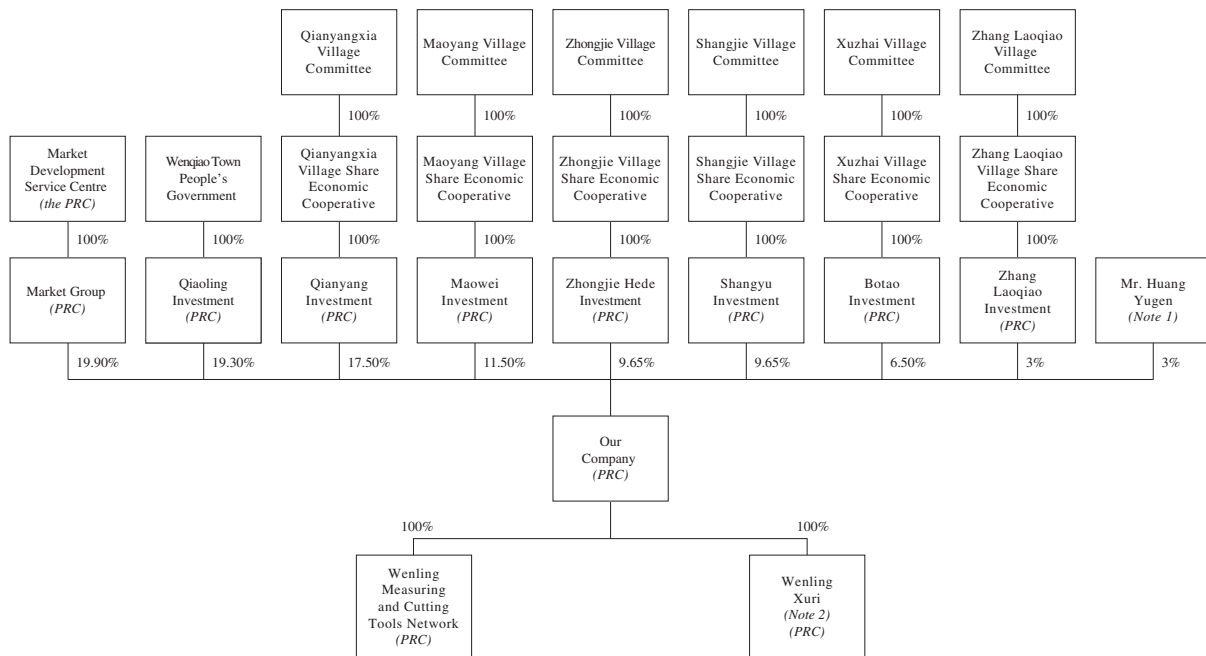 Qianyangxia
Village
Committee
Maoyang Village
Committee
Zhongjie Village
Committee
Shangjie Village
Committee
Xuzhai Village
Committee
Zhang Laoqiao
Village
Committee
100%
100%
100%
100%
100%
100%
Market
Development
Service Centre
(the PRC)
Wenqiao Town
People's
Government
Qianyangxia
Village Share
Economic
Cooperative
Maoyang Village
Share Economic
Cooperative
Zhongjie Village
Share Economic
Cooperative
Shangjie Village
Share Economic
Cooperative
Xuzhai Village
Share Economic
Cooperative
Zhang Laoqiao
Village Share
Economic
Cooperative
100%
100%
100%
100%
100%
100%
100%
100%
Market Group
(PRC)
Qiaoling
Investment
(PRC)
Qianyang
Investment
(PRC)
Maowei
Investment
(PRC)
Zhongjie Hede
Investment
(PRC)
Shangyu
Investment
(PRC)
Botao
Investment
(PRC)
Zhang
Laoqiao
Investment
(PRC)
Mr. Huang
Yugen
(Note 1)
19.90%
19.30%
17.50%
11.50%
9.65%
9.65%
6.50%
3%
3%
Our
Company
(PRC)
100%
100%
Wenling
Measuring
and Cutting
Tools Network
(PRC)
Wenling
Xuri
(Note 2)
(PRC)